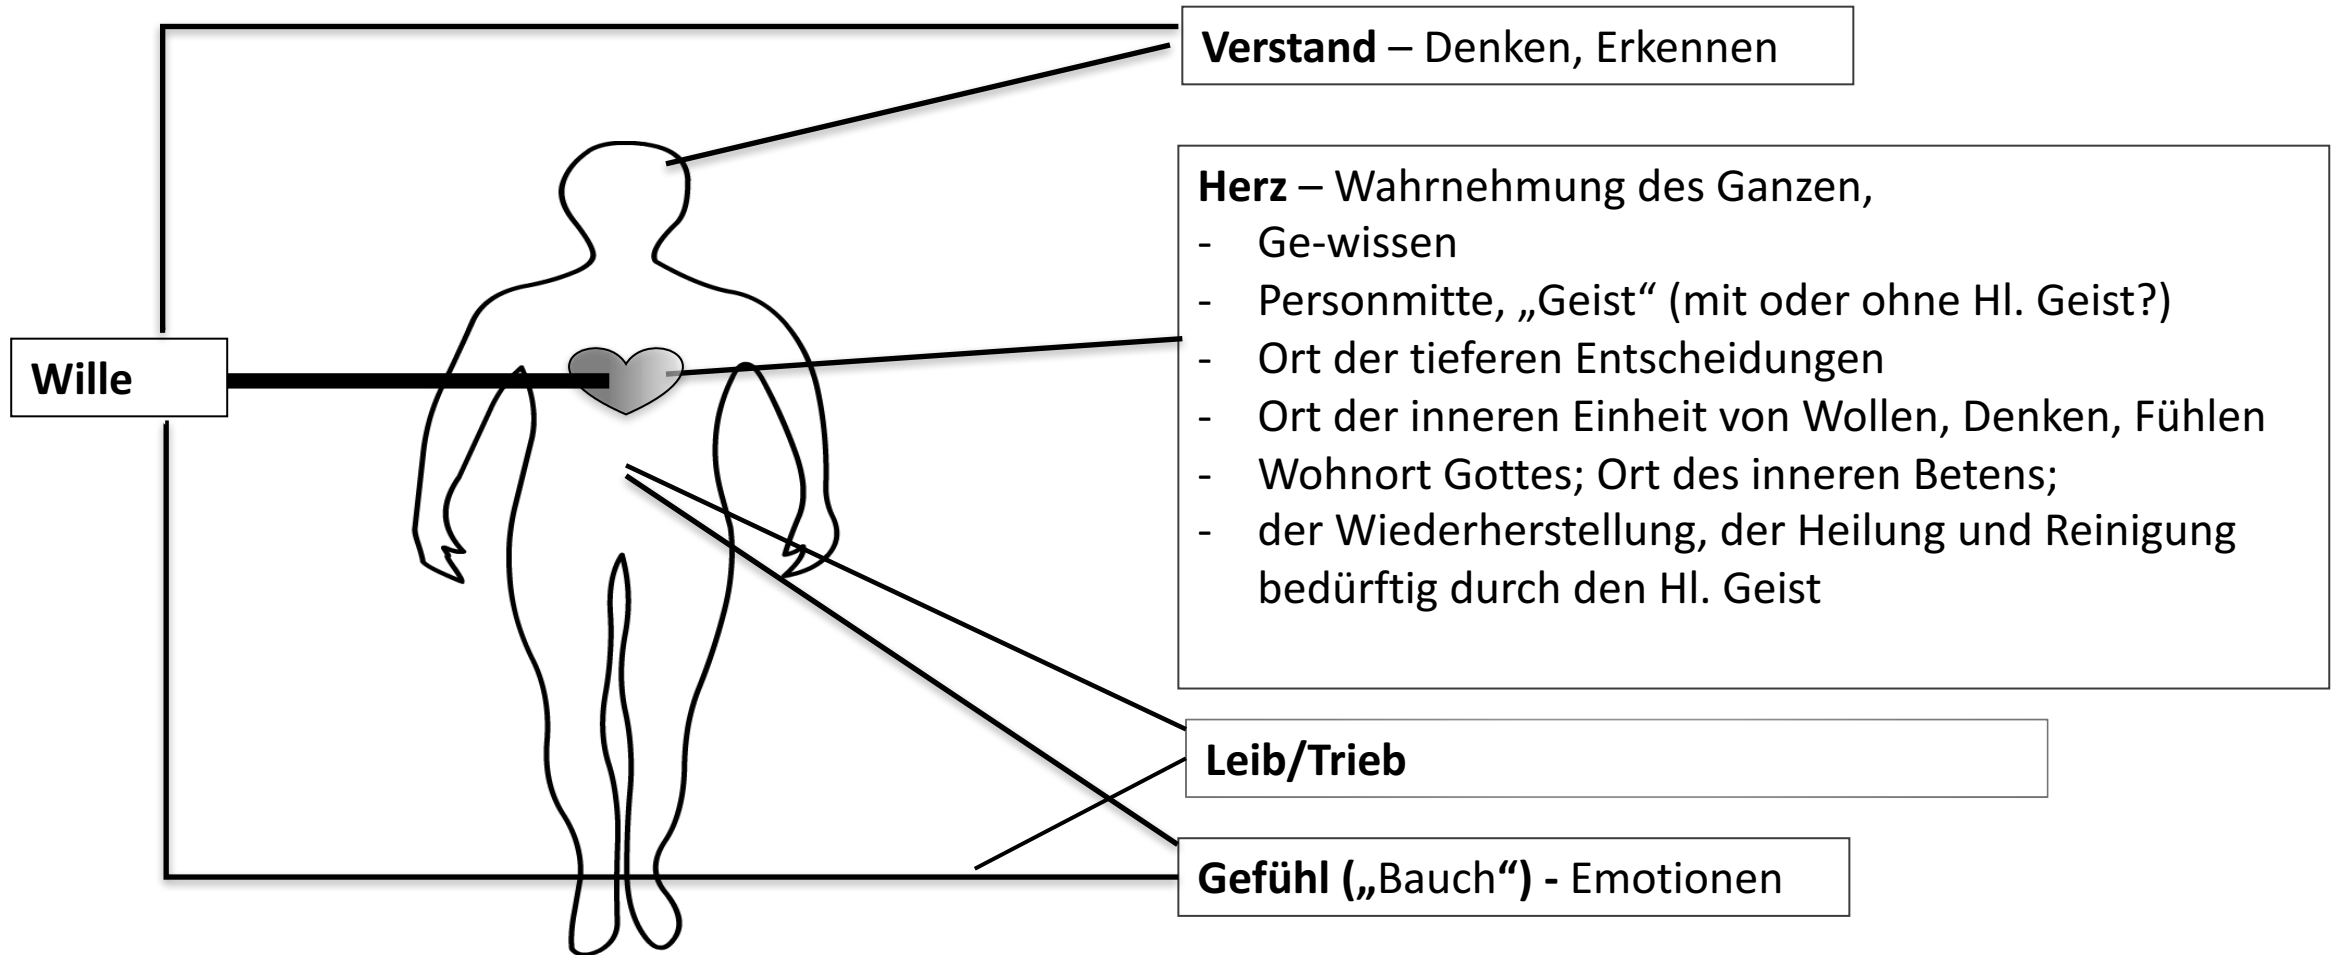 Verstand – Denken, Erkennen
Herz – Wahrnehmung des Ganzen,
- Ge-wissen
- Personmitte, „Geist“ (mit oder ohne Hl. Geist?)
- Ort der tieferen Entscheidungen
- Ort der inneren Einheit von Wollen, Denken, Fühlen
- Wohnort Gottes; Ort des inneren Betens;
- der Wiederherstellung, der Heilung und Reinigung
bedürftig durch den Hl. Geist
Wille
Leib/Trieb
Gefühl („Bauch“) - Emotionen